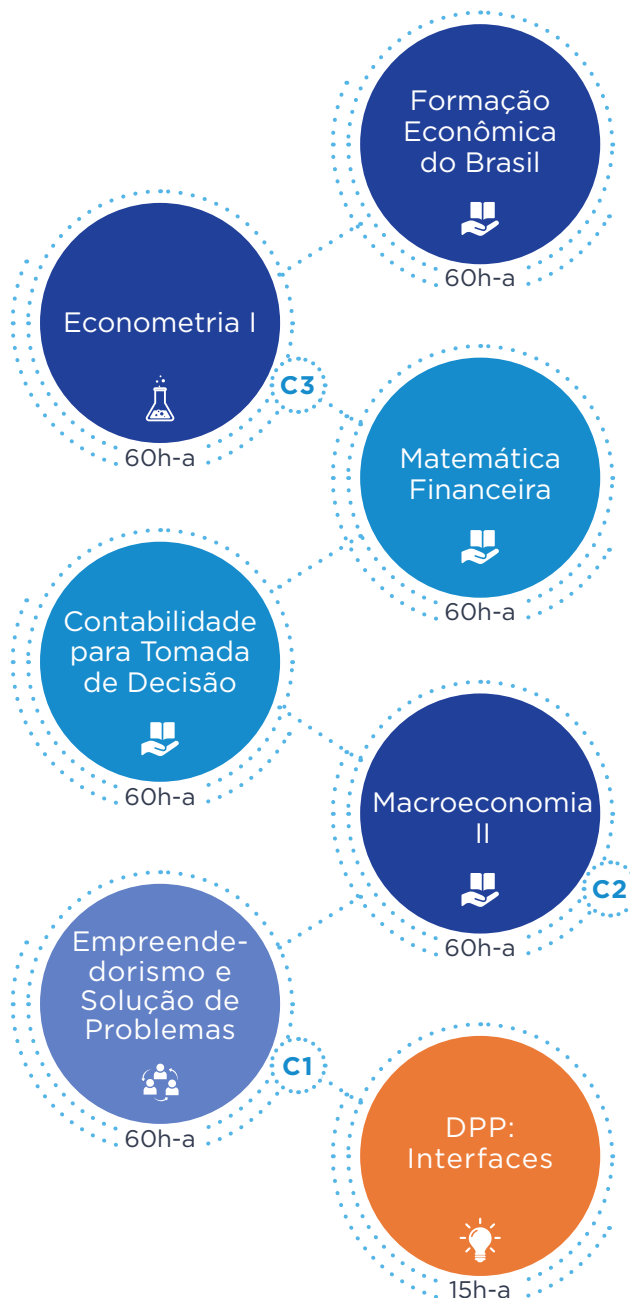 Formação
Econômica
do Brasil
60h-a
Econometria I
C3
60h-a
Matemática
Financeira
60h-a
Contabilidade
para Tomada
de Decisão
60h-a
Macroeconomia
II
C2
60h-a
Empreende-
dorismo e
Solução de
Problemas
C1
60h-a
DPP:
Interfaces
15h-a